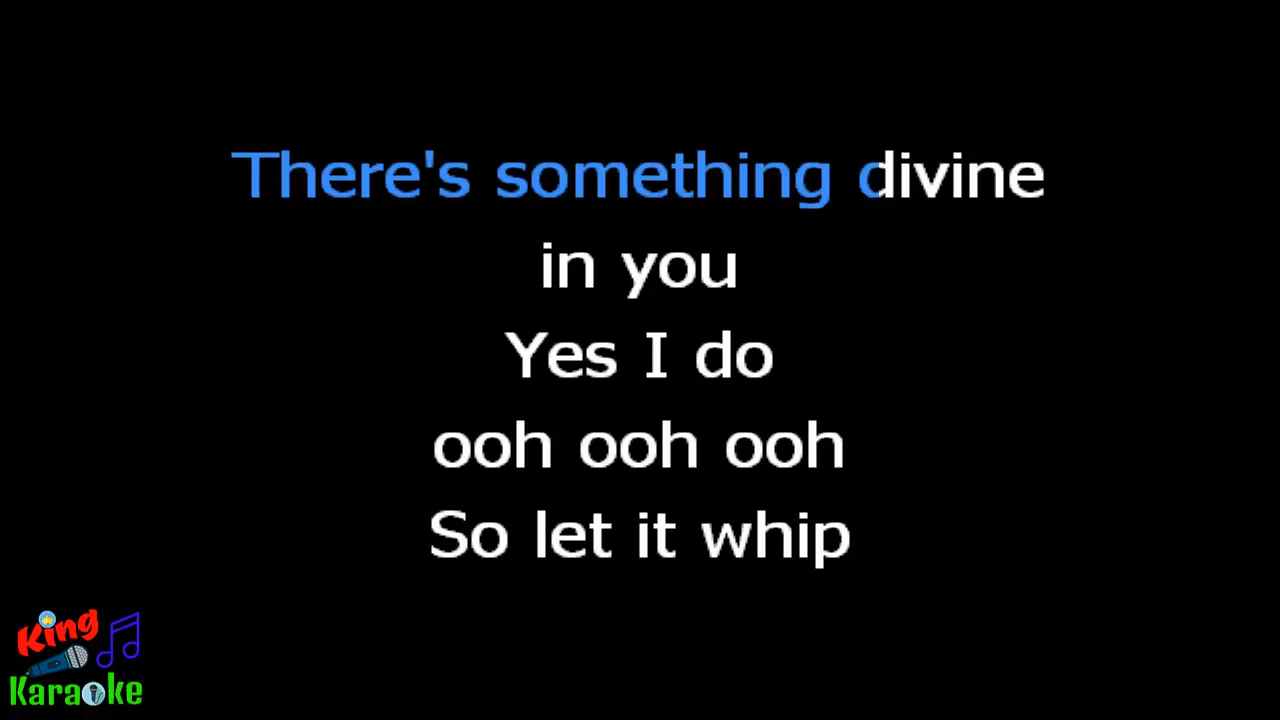 There's something divine
in you
Yes I do
ooh ooh ooh
So let it whip
King
Karaoke